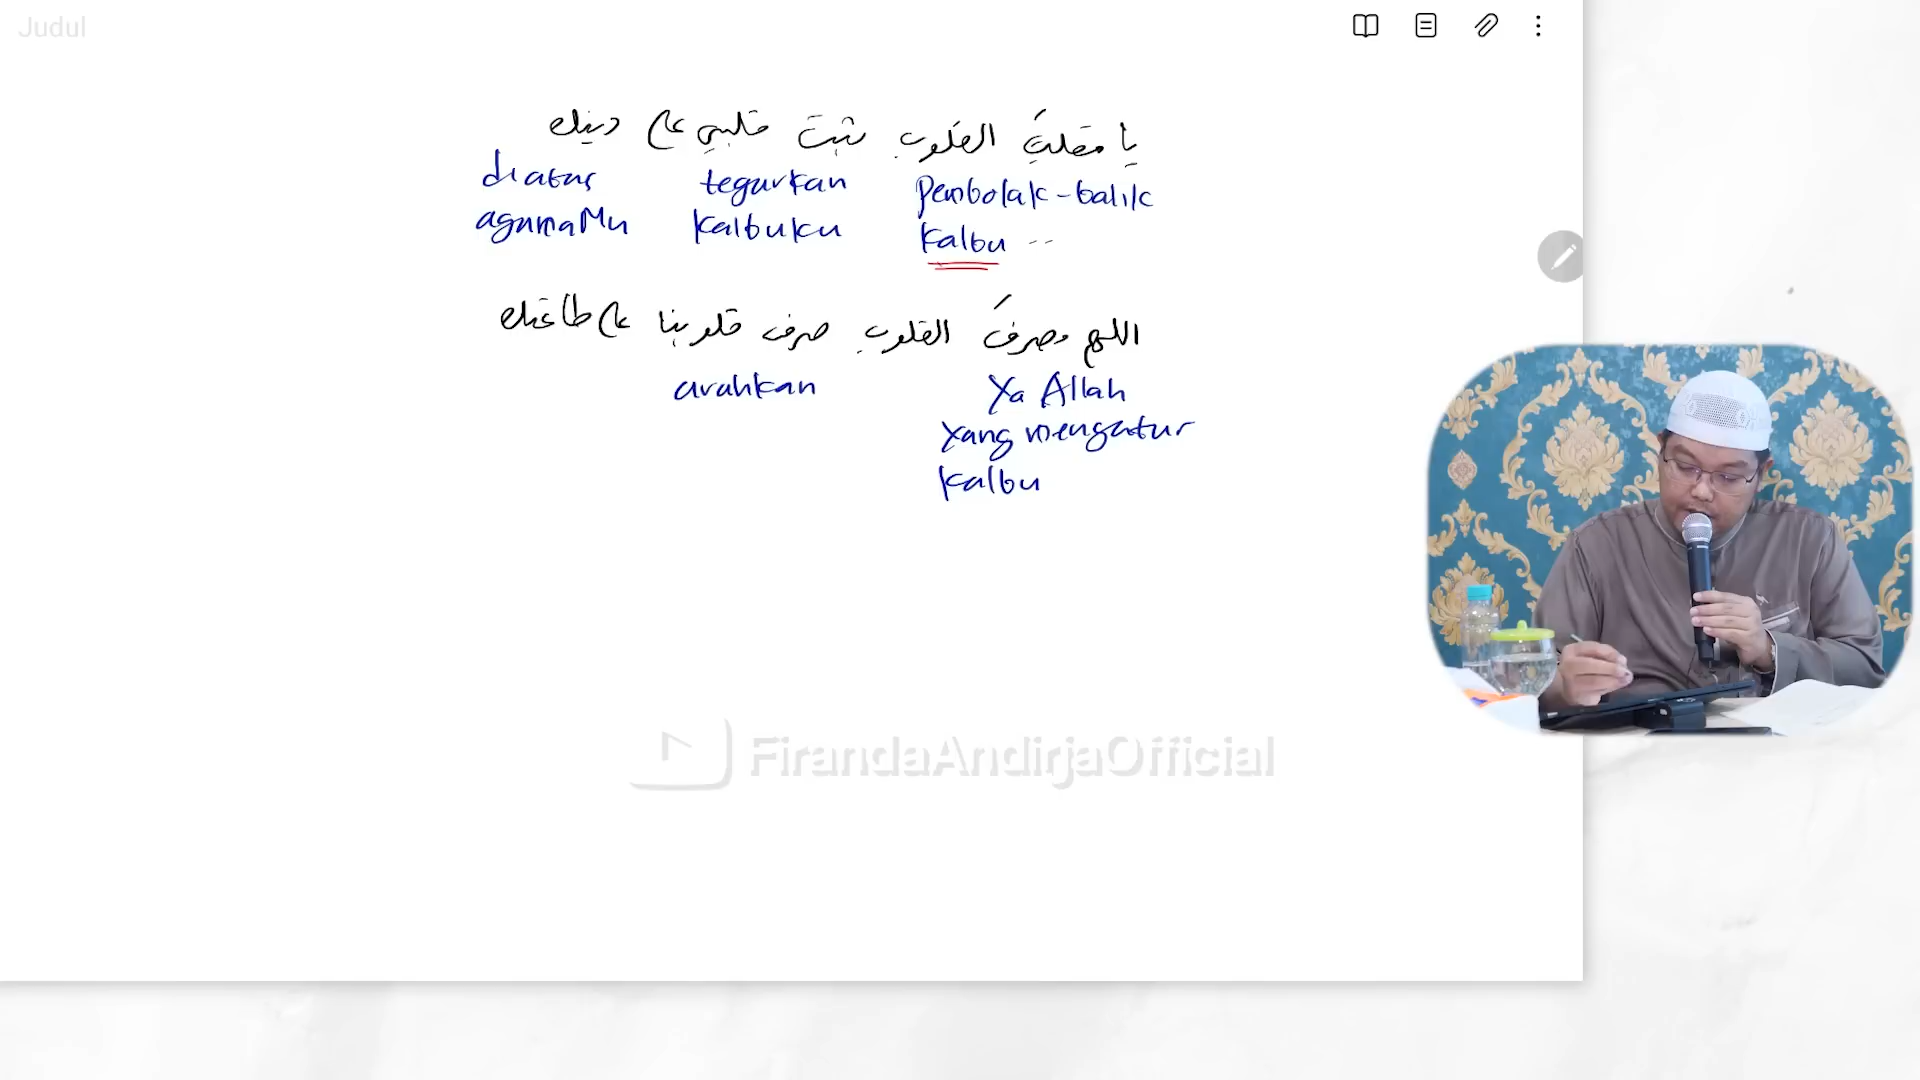 Judul
يا مقلبَ القلوب ثبت قلبي على دينك
Pembolak-balik tegurkan diatas
kalbu -- kalbuku agamaMu
اللهم مصرفَ القلوب صرف قلوبنا على طاعتك
Ya Allah arahkan
yang mengatur
kalbu
FirandaAndirjaOfficial